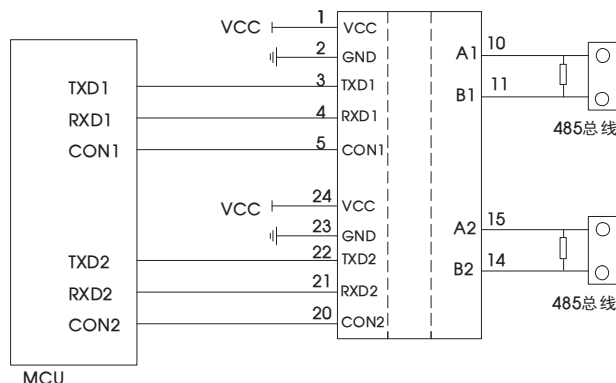 1
VCC
VCC
2
GND
A1
10
TXD1
3
TXD1
B1
11
RXD1
4
RXD1
CON1
5
CON1
485总线
24
VCC
VCC
23
GND
A2
15
TXD2
22
TXD2
B2
14
RXD2
21
RXD2
485总线
CON2
20
CON2
MCU